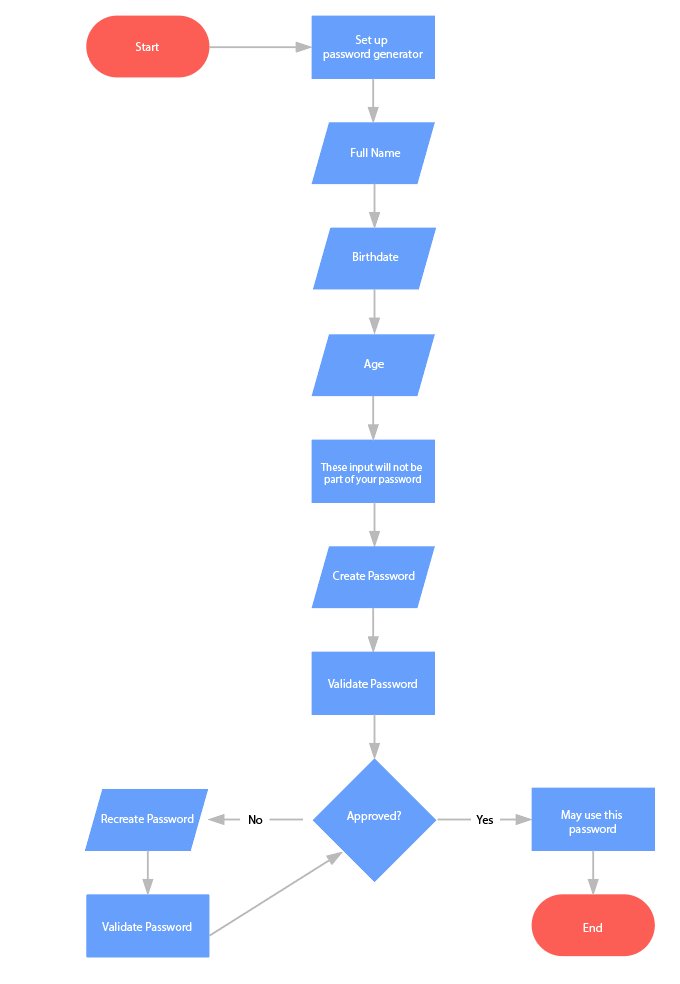 Start
Set up
password generator
Full Name
Birthdate
Age
These input will not be
part of your password
Create Password
Validate Password
Approved?
No
Recreate Password
Validate Password
Yes
May use this
password
End